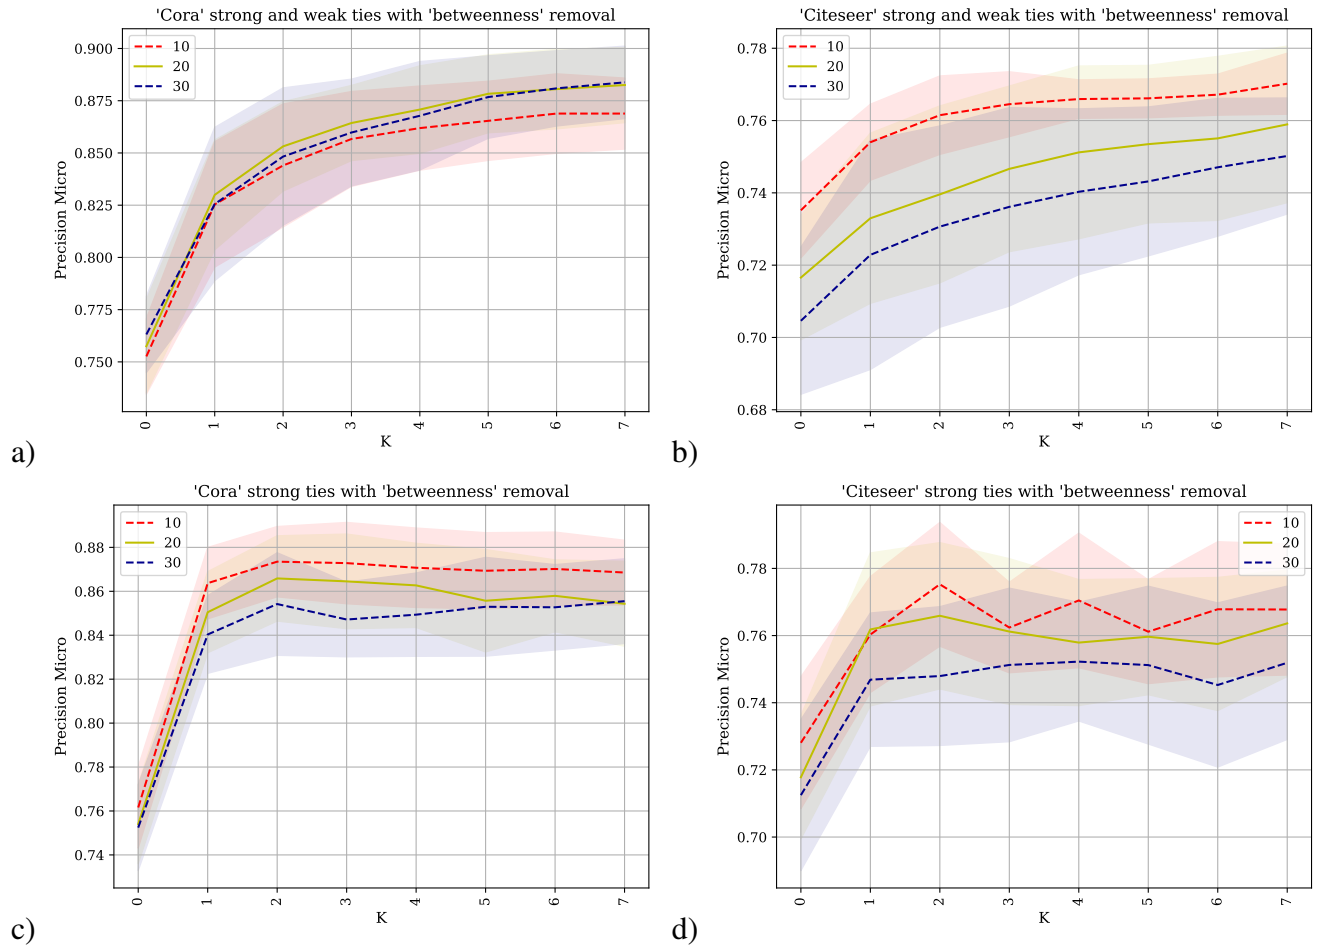 'Cora' strong and weak ties with 'betweenness' removal
Precision Micro
0.900
0.875
0.850
0.825
0.800
0.775
0.750
10
20
30
0 1 2 3 4 5 6 7
K
a)
'Citeseer' strong and weak ties with 'betweenness' removal
Precision Micro
0.78
0.76
0.74
0.72
0.70
0.68
10
20
30
0 1 2 3 4 5 6 7
K
b)
'Cora' strong ties with 'betweenness' removal
Precision Micro
0.88
0.86
0.84
0.82
0.80
0.78
0.76
0.74
10
20
30
0 1 2 3 4 5 6 7
K
c)
'Citeseer' strong ties with 'betweenness' removal
Precision Micro
0.78
0.76
0.74
0.72
0.70
10
20
30
0 1 2 3 4 5 6 7
K
d)